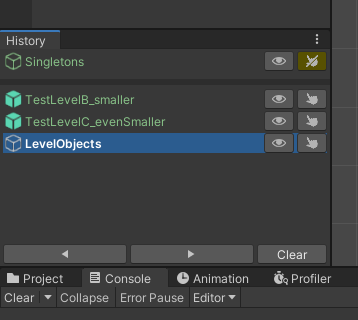 History
Singletons
TestLevelB_smaller
TestLevelC_evenSmaller
LevelObjects
Clear
Project Console Animation Profiler
Clear Collapse Error Pause Editor